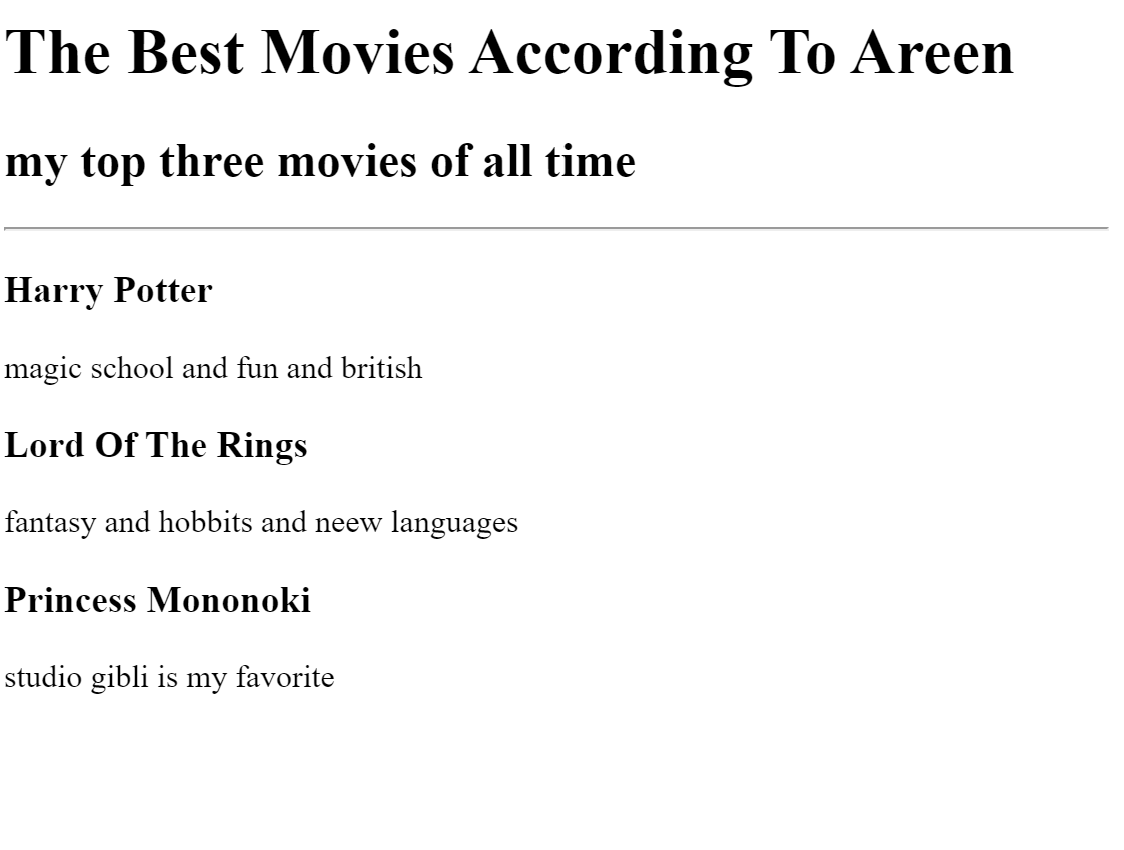 The Best Movies According To Areen
my top three movies of all time
Harry Potter
magic school and fun and british
Lord Of The Rings
fantasy and hobbits and neew languages
Princess Mononoki
studio gibli is my favorite